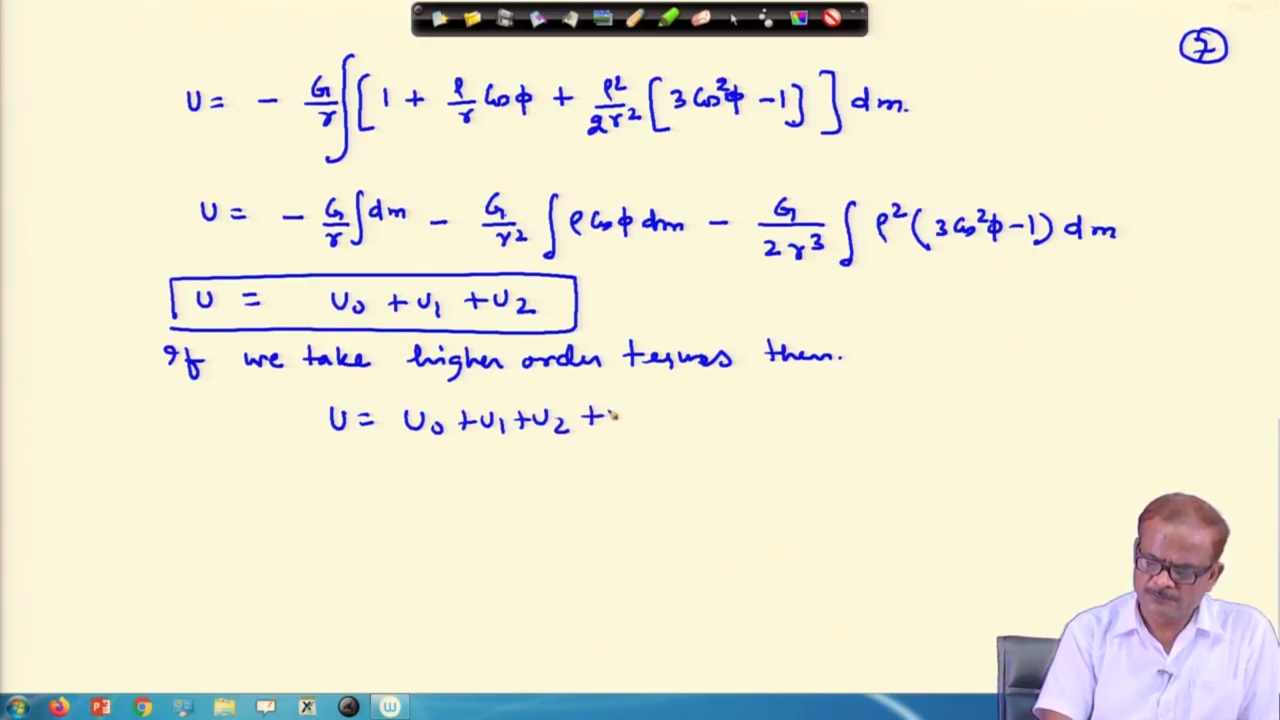 7
U = - G/r ∫ [ 1 + ρ/r Cos φ + ρ²/2r² [ 3 Cos²φ - 1 ] ] dm.
U = - G/r ∫ dm - G/r² ∫ ρ Cos φ dm - G/2r³ ∫ ρ² ( 3 Cos²φ - 1 ) dm
U = U₀ + U₁ + U₂
If we take higher order terms then.
U = U₀ + U₁ + U₂ +